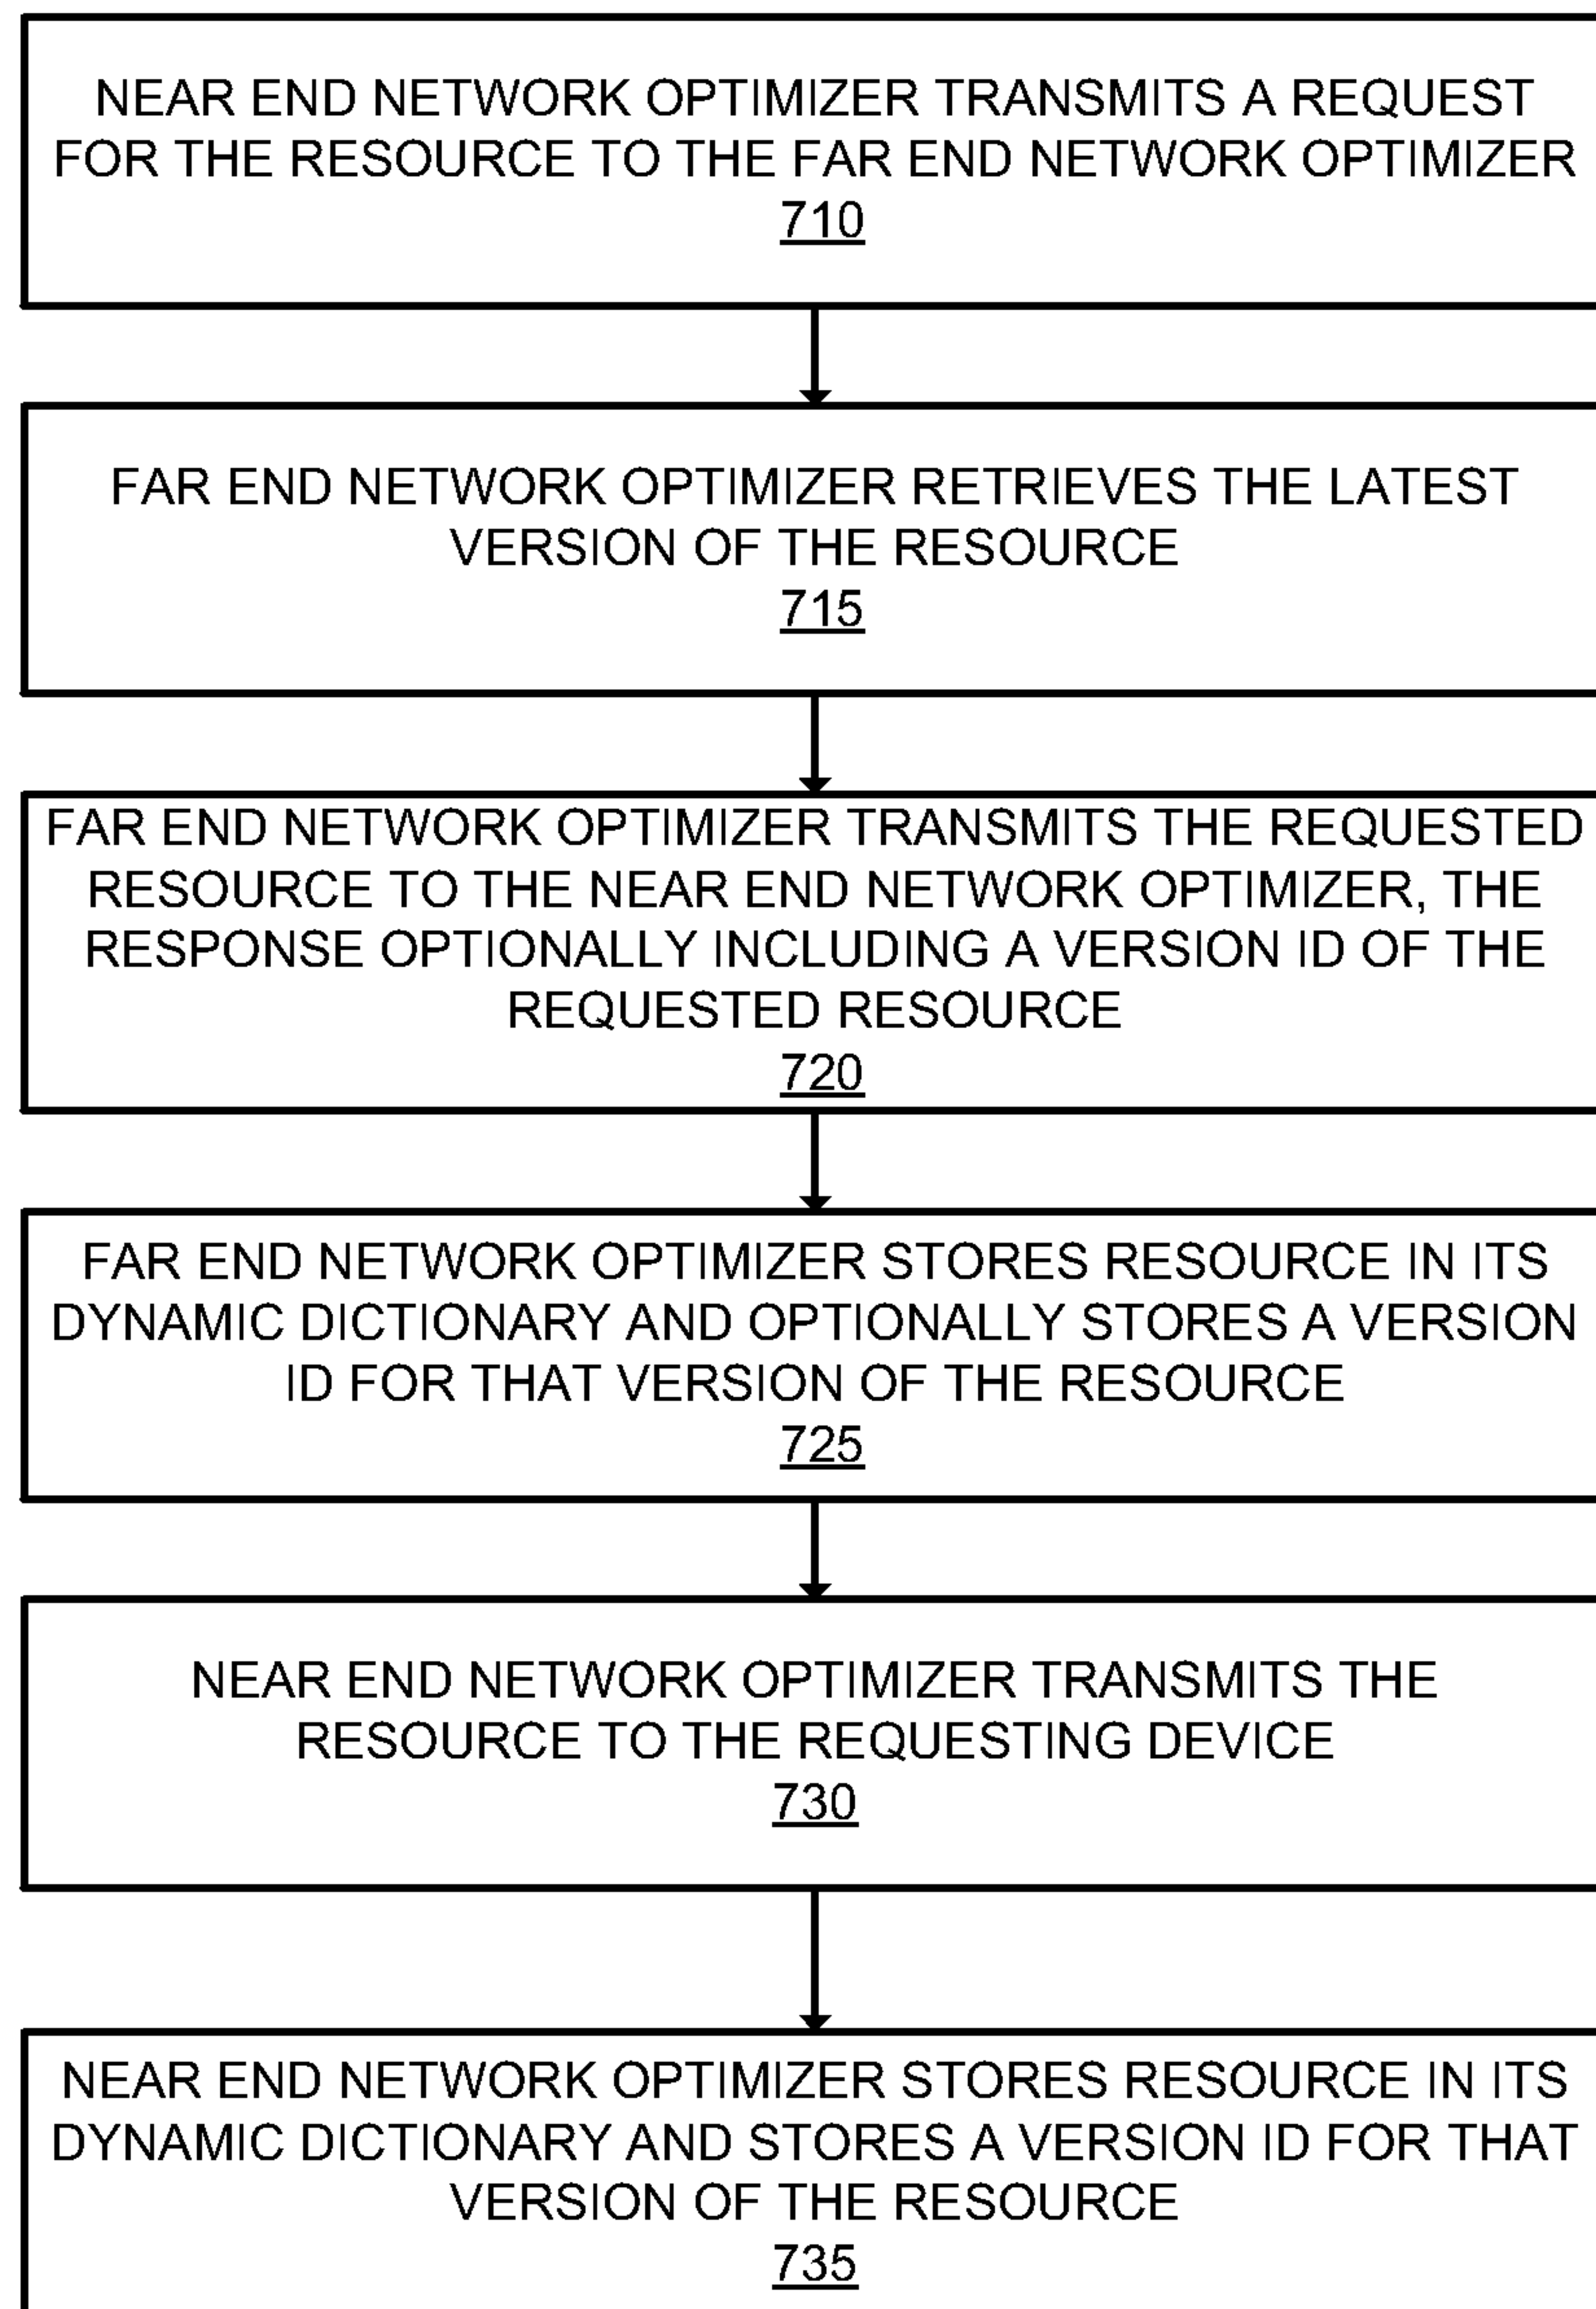 NEAR END NETWORK OPTIMIZER TRANSMITS A REQUEST
FOR THE RESOURCE TO THE FAR END NETWORK OPTIMIZER
710
FAR END NETWORK OPTIMIZER RETRIEVES THE LATEST
VERSION OF THE RESOURCE
715
FAR END NETWORK OPTIMIZER TRANSMITS THE REQUESTED
RESOURCE TO THE NEAR END NETWORK OPTIMIZER, THE
RESPONSE OPTIONALLY INCLUDING A VERSION ID OF THE
REQUESTED RESOURCE
720
FAR END NETWORK OPTIMIZER STORES RESOURCE IN ITS
DYNAMIC DICTIONARY AND OPTIONALLY STORES A VERSION
ID FOR THAT VERSION OF THE RESOURCE
725
NEAR END NETWORK OPTIMIZER TRANSMITS THE
RESOURCE TO THE REQUESTING DEVICE
730
NEAR END NETWORK OPTIMIZER STORES RESOURCE IN ITS
DYNAMIC DICTIONARY AND STORES A VERSION ID FOR THAT
VERSION OF THE RESOURCE
735